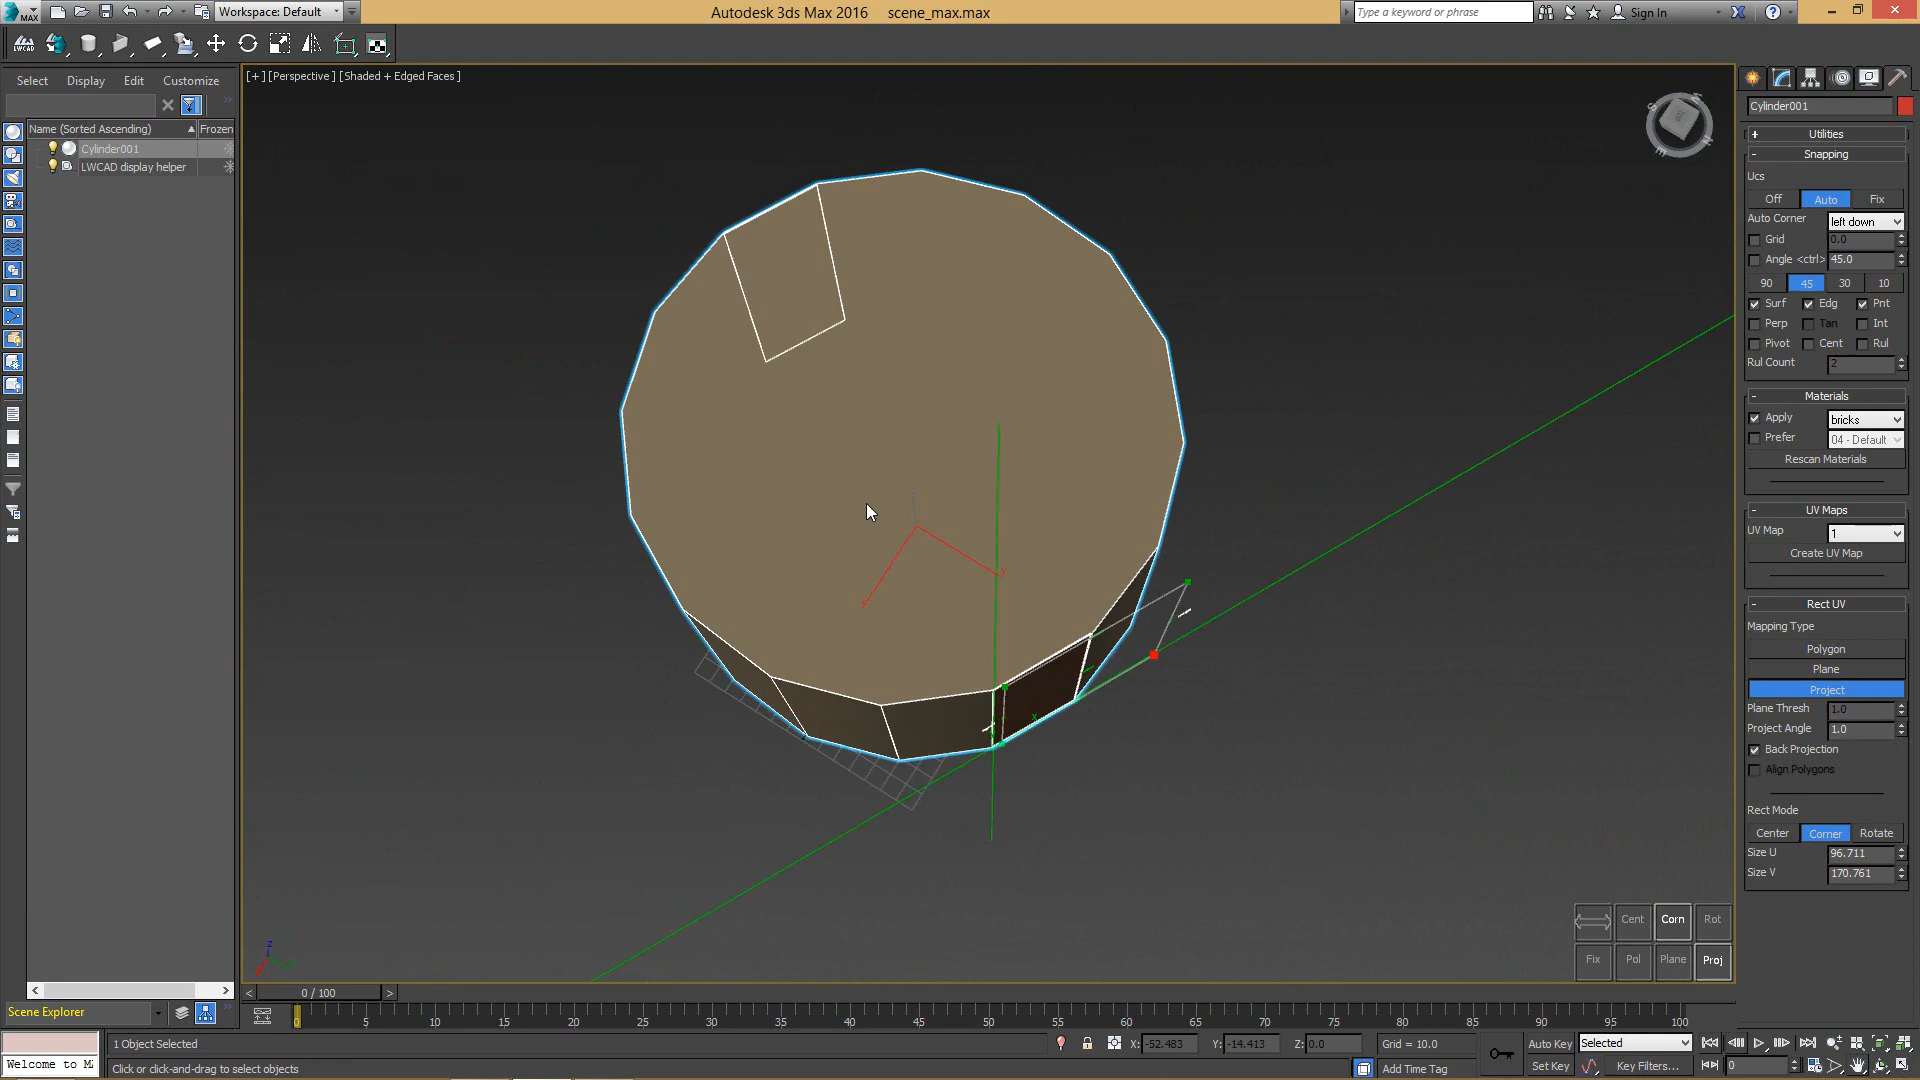 MAX
Workspace: Default
Autodesk 3ds Max 2016 scene_max.max
Type a keyword or phrase
Sign In
LWCAD
Select Display Edit Customize
Name (Sorted Ascending) Frozen
Cylinder001
LWCAD display helper
[+] [Perspective] [Shaded + Edged Faces]
Cylinder001
+ Utilities
- Snapping
Ucs
Off Auto Fix
Auto Corner left down
Grid 0.0
Angle <ctrl> 45.0
90 45 30 10
Surf Edg Pnt
Perp Tan Int
Pivot Cent Rul
Rul Count 2
- Materials
Apply bricks
Prefer 04 - Default
Rescan Materials
- UV Maps
UV Map 1
Create UV Map
- Rect UV
Mapping Type
Polygon
Plane
Project
Plane Thresh 1.0
Project Angle 1.0
Back Projection
Align Polygons
Rect Mode
Center Corner Rotate
Size U 96.711
Size V 170.761
Cent Corn Rot
Fix Pol Plane Proj
x
y
x
z
< 0 / 100 >
Scene Explorer
0 5 10 15 20 25 30 35 40 45 50 55 60 65 70 75 80 85 90 95 100
1 Object Selected
X: -52.483 Y: -14.413 Z: 0.0 Grid = 10.0
Auto Key Selected
Welcome to M
Click or click-and-drag to select objects
Add Time Tag
Set Key Key Filters... 0